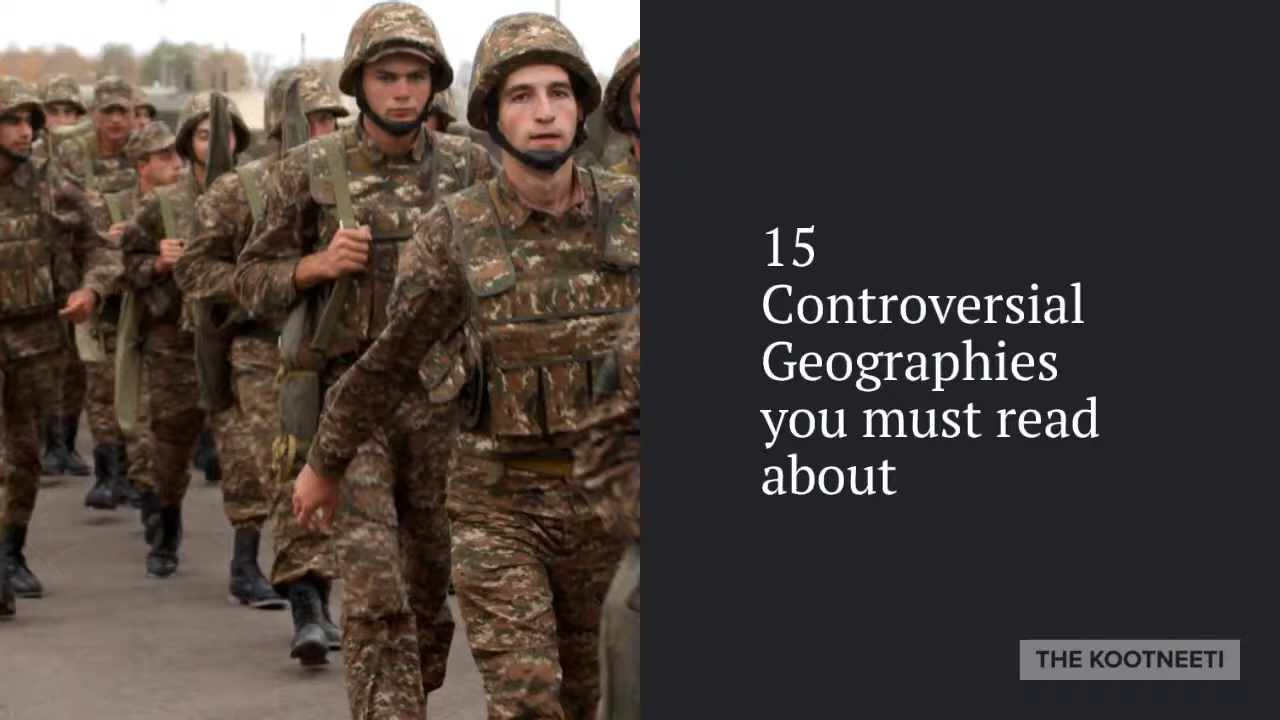 15
Controversial
Geographies
you must read
about
THE KOOTNEETI